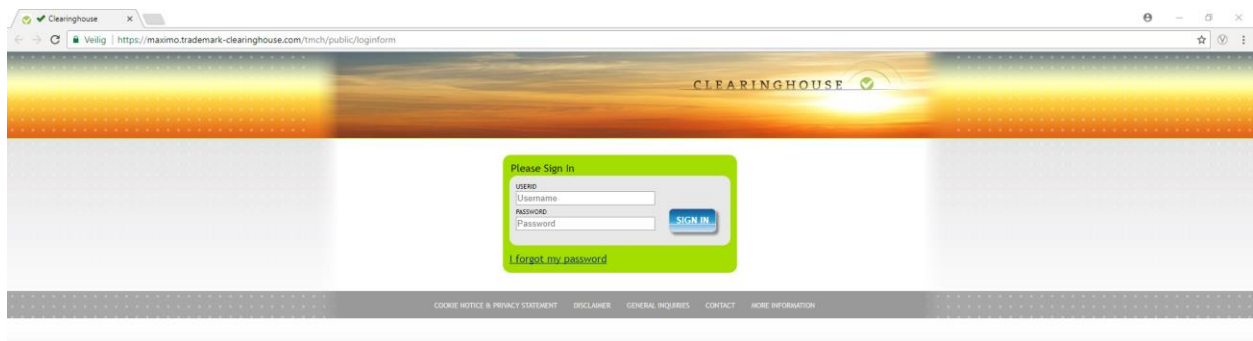 Clearinghouse
Veilig https://maximo.trademark-clearinghouse.com/tmch/public/loginform
CLEARINGHOUSE
Please Sign In
USERID
Username
PASSWORD
Password
SIGN IN
I forgot my password
COOKIE NOTICE & PRIVACY STATEMENT DISCLAIMER GENERAL INQUIRIES CONTACT MORE INFORMATION